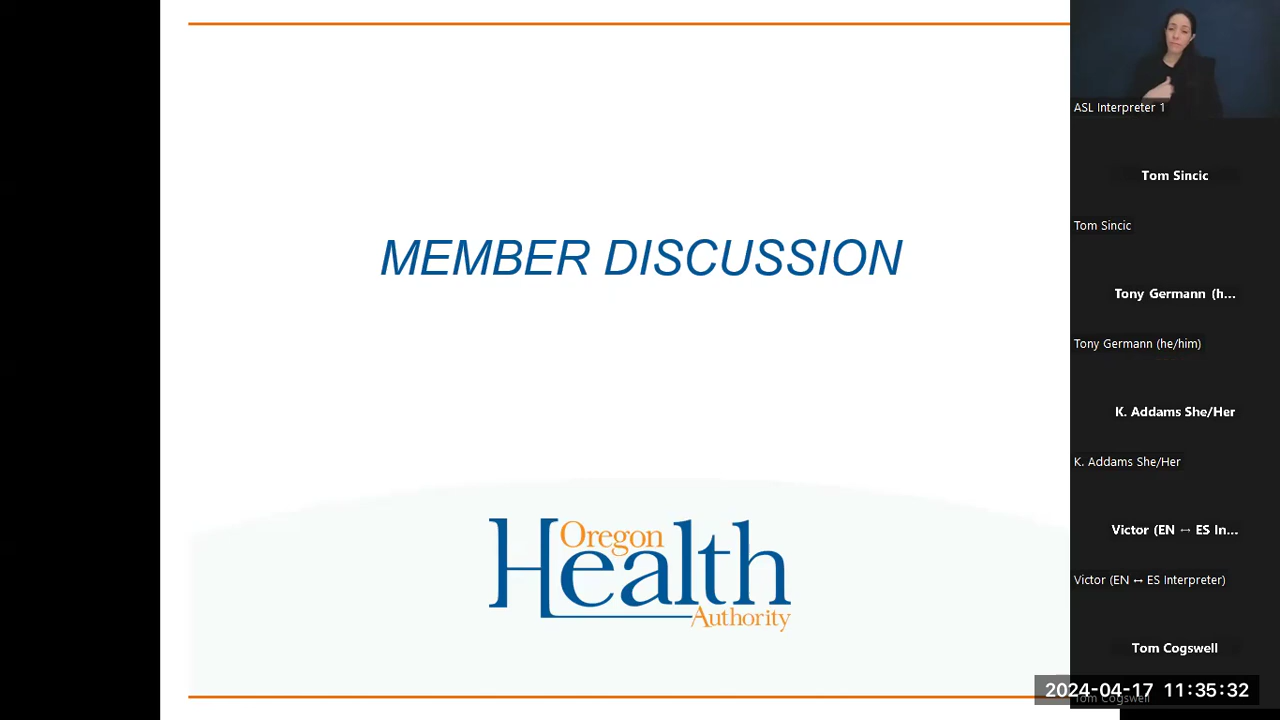 MEMBER DISCUSSION
Oregon
Health
Authority
ASL Interpreter 1
Tom Sincic
Tom Sincic
Tony Germann (h...
Tony Germann (he/him)
K. Addams She/Her
K. Addams She/Her
Victor (EN ↔ ES In...
Victor (EN ↔ ES Interpreter)
Tom Cogswell
2024-04-17 11:35:32
Tom Cogswell